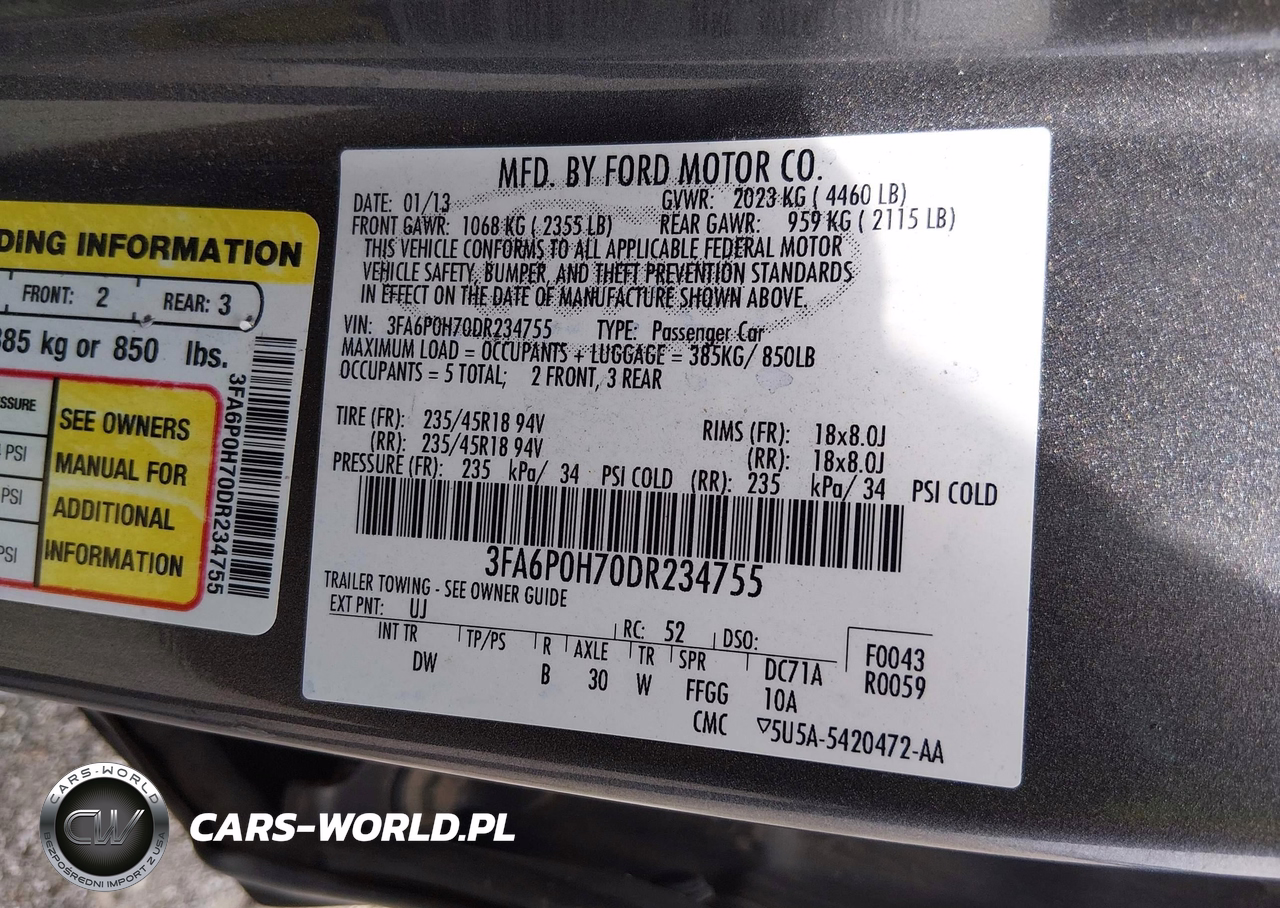 DING INFORMATION
FRONT: 2 REAR: 3
385 kg or 850 lbs.
SSURE
PSI
PSI
PSI
SEE OWNERS
MANUAL FOR
ADDITIONAL
INFORMATION
3FA6P0H70DR234755
MFD. BY FORD MOTOR CO.
DATE: 01/13 GVWR: 2023 KG ( 4460 LB)
FRONT GAWR: 1068 KG ( 2355 LB) REAR GAWR: 959 KG ( 2115 LB)
THIS VEHICLE CONFORMS TO ALL APPLICABLE FEDERAL MOTOR
VEHICLE SAFETY, BUMPER, AND THEFT PREVENTION STANDARDS
IN EFFECT ON THE DATE OF MANUFACTURE SHOWN ABOVE.
VIN: 3FA6P0H70DR234755 TYPE: Passenger Car
MAXIMUM LOAD = OCCUPANTS + LUGGAGE = 385KG/ 850LB
OCCUPANTS = 5 TOTAL; 2 FRONT, 3 REAR
TIRE (FR): 235/45R18 94V RIMS (FR): 18x8.0J
(RR): 235/45R18 94V (RR): 18x8.0J
PRESSURE (FR): 235 kPa/ 34 PSI COLD (RR): 235 kPa/ 34 PSI COLD
3FA6P0H70DR234755
TRAILER TOWING - SEE OWNER GUIDE
EXT PNT: UJ RC: 52 DSO:
INT TR TP/PS R AXLE TR SPR
DW B 30 W FFGG
CMC
DC71A
10A
F0043
R0059
▽5U5A-5420472-AA
CARS-WORLD
CW
BEZPOŚREDNI IMPORT Z USA
CARS-WORLD.PL